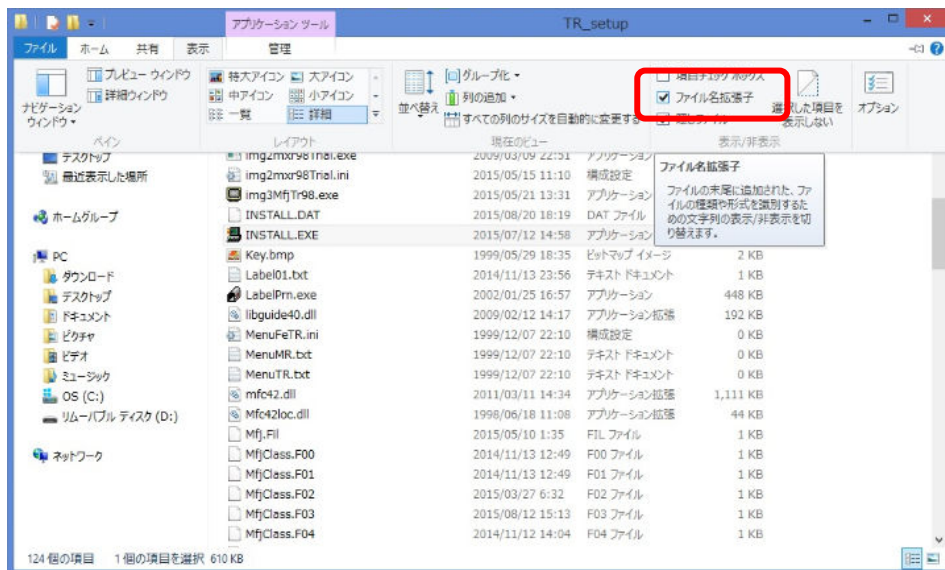 アプリケーション ツール
TR_setup
ファイル
ホーム
共有
表示
管理
ナビゲーション
ウィンドウ
プレビュー ウィンドウ
詳細ウィンドウ
ペイン
特大アイコン
大アイコン
中アイコン
小アイコン
一覧
詳細
レイアウト
並べ替え
グループ化
列の追加
すべての列のサイズを自動的に変更する
現在のビュー
項目チェック ボックス
ファイル名拡張子
隠しファイル
した項目を
表示しない
表示/非表示
オプション
デスクトップ
最近表示した場所
ホームグループ
PC
ダウンロード
デスクトップ
ドキュメント
ピクチャ
ビデオ
ミュージック
OS (C:)
リムーバブル ディスク (D:)
ネットワーク
img2mxr98Trial.exe 2009/03/09 22:51 アプリケーション
img2mxr98Trial.ini 2015/05/15 11:10 構成設定
img3MfjTr98.exe 2015/05/21 13:31 アプリケーション
INSTALL.DAT 2015/08/20 18:19 DAT ファイル
INSTALL.EXE 2015/07/12 14:58 アプリケーション
Key.bmp 1999/05/29 18:35 ビットマップ イメージ 2 KB
Label01.txt 2014/11/13 23:56 テキスト ドキュメント 1 KB
LabelPrn.exe 2002/01/25 16:57 アプリケーション 448 KB
libguide40.dll 2009/02/12 14:17 アプリケーション拡張 192 KB
MenuFeTR.ini 1999/12/07 22:10 構成設定 0 KB
MenuMR.txt 1999/12/07 22:10 テキスト ドキュメント 0 KB
MenuTR.txt 1999/12/07 22:10 テキスト ドキュメント 0 KB
mfc42.dll 2011/03/11 14:34 アプリケーション拡張 1,111 KB
Mfc42loc.dll 1998/06/18 11:08 アプリケーション拡張 44 KB
Mfj.Fil 2015/05/10 1:35 FIL ファイル 1 KB
MfjClass.F00 2014/11/13 12:49 F00 ファイル 1 KB
MfjClass.F01 2014/11/13 12:49 F01 ファイル 1 KB
MfjClass.F02 2015/03/27 6:32 F02 ファイル 1 KB
MfjClass.F03 2015/08/12 15:13 F03 ファイル 1 KB
MfjClass.F04 2014/11/12 14:04 F04 ファイル 1 KB
ファイル名拡張子
ファイルの末尾に追加された、ファ
イルの種類や形式を識別するた
めの文字列の表示/非表示を切
り替えます。
124 個の項目
1 個の項目を選択 610 KB